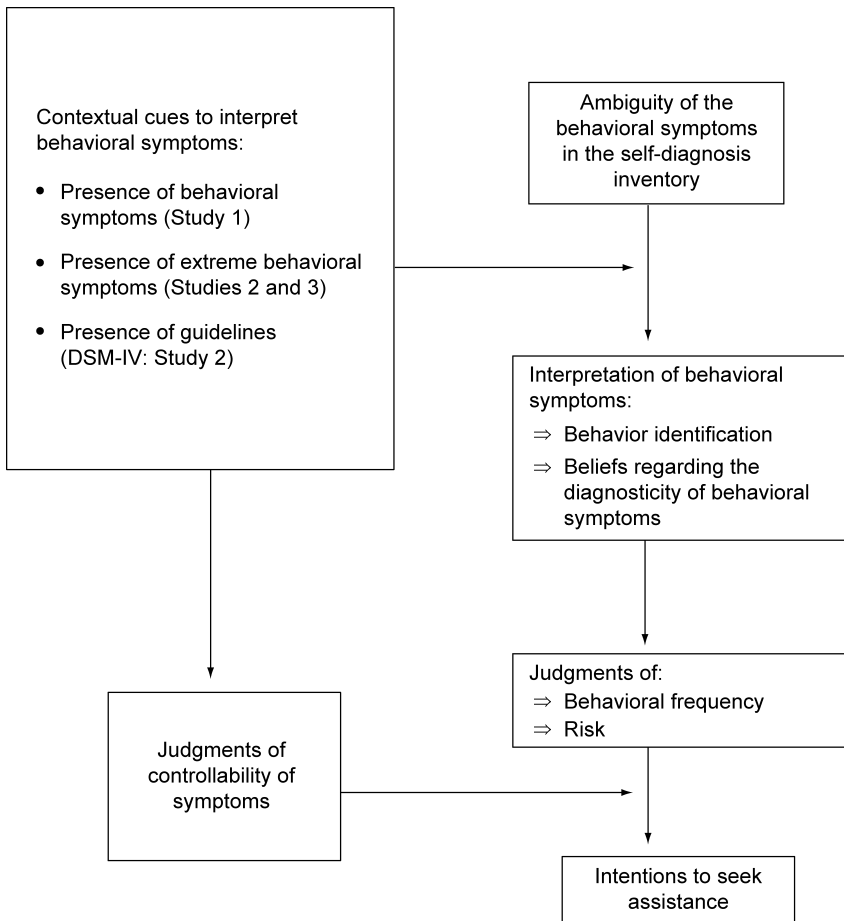 Contextual cues to interpret
behavioral symptoms:
• Presence of behavioral
symptoms (Study 1)
• Presence of extreme behavioral
symptoms (Studies 2 and 3)
• Presence of guidelines
(DSM-IV: Study 2)
Ambiguity of the
behavioral symptoms
in the self-diagnosis
inventory
Interpretation of behavioral
symptoms:
⇒ Behavior identification
⇒ Beliefs regarding the
diagnosticity of behavioral
symptoms
Judgments of:
⇒ Behavioral frequency
⇒ Risk
Judgments of
controllability of
symptoms
Intentions to seek
assistance